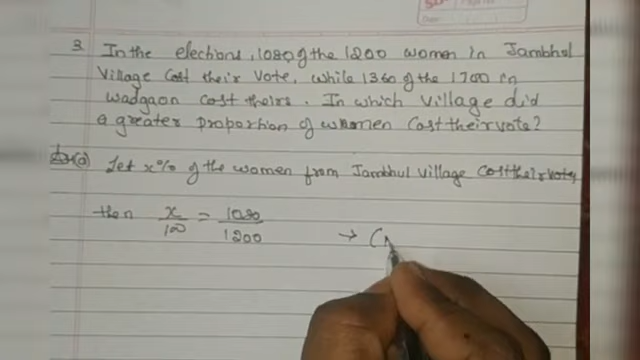 3. In the elections, 1080 of the 1200 women in Jambhul
Village Cast their Vote, while 1360 of the 1700 in
Wadgaon Cost theirs. In which village did
a greater proportion of women Cast their vote?
Let x% of the women from Jambhul village cast their vote,
then x/100 = 1080/1200 → (